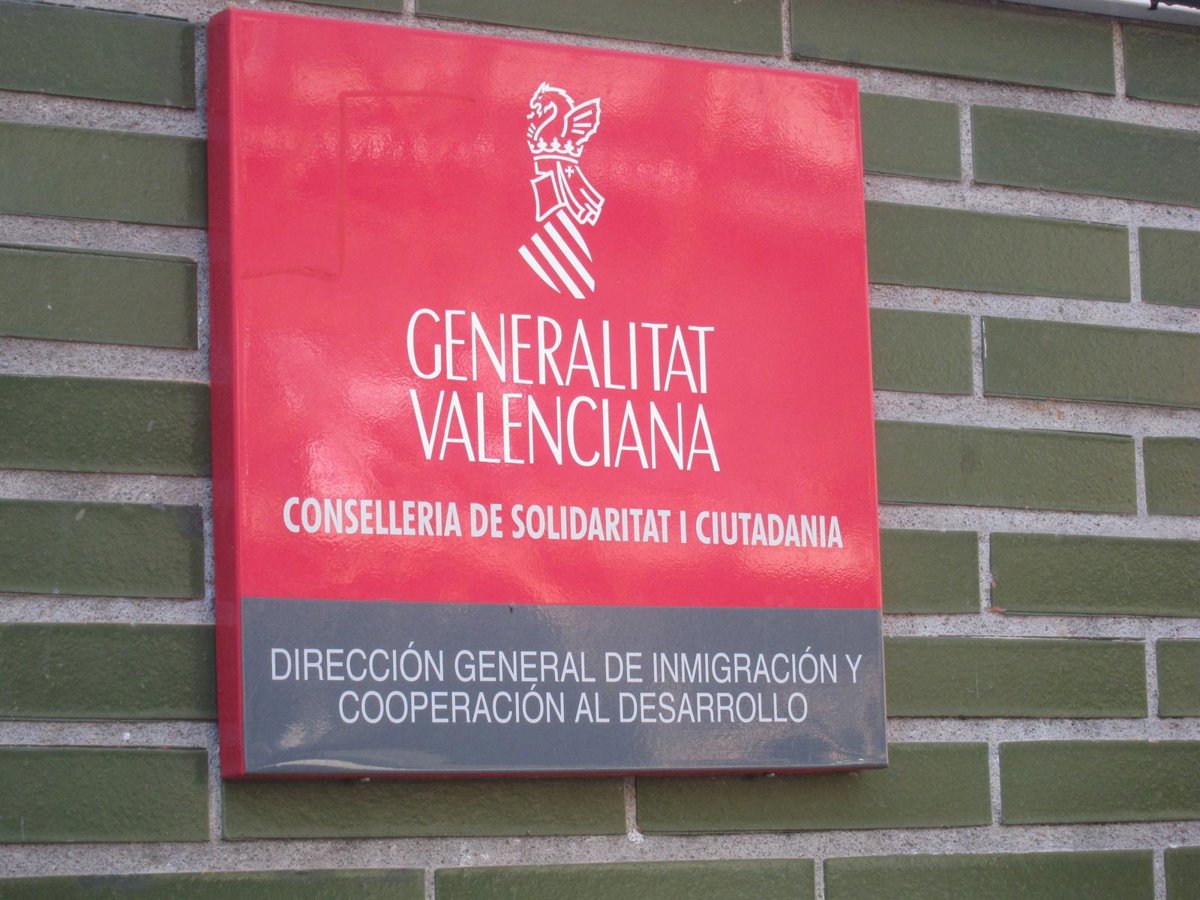 GENERALITAT
VALENCIANA
CONSELLERIA DE SOLIDARITAT I CIUTADANIA
DIRECCIÓN GENERAL DE INMIGRACIÓN Y
COOPERACIÓN AL DESARROLLO